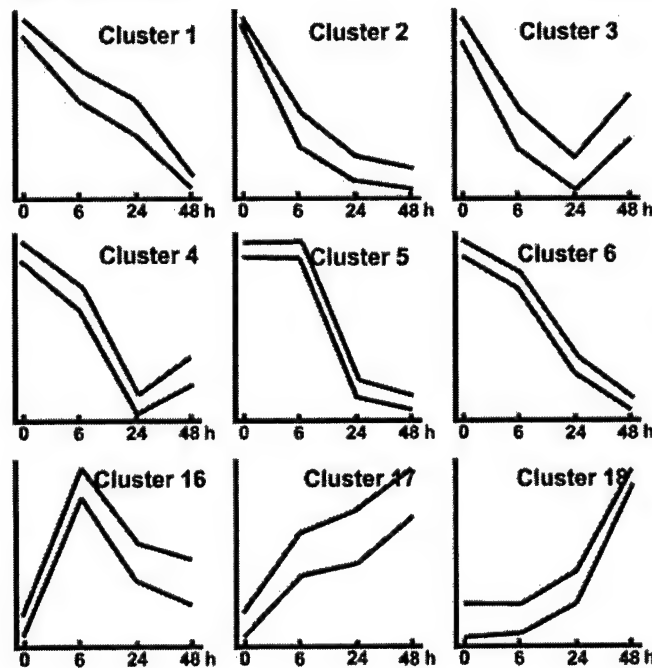 Cluster 1
0 6 24 48 h
Cluster 2
0 6 24 48 h
Cluster 3
0 6 24 48 h
Cluster 4
0 6 24 48 h
Cluster 5
0 6 24 48 h
Cluster 6
0 6 24 48 h
Cluster 16
0 6 24 48 h
Cluster 17
0 6 24 48 h
Cluster 18
0 6 24 48 h